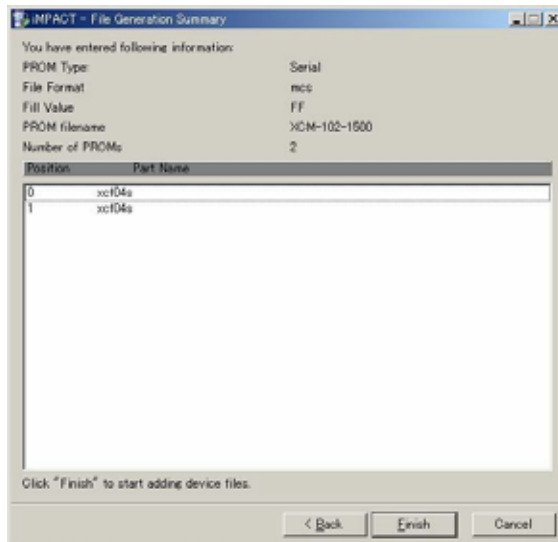 iMPACT - File Generation Summary
You have entered following information:
PROM Type: Serial
File Format mcs
Fill Value FF
PROM filename XCM-102-1500
Number of PROMs 2
Position Part Name
0 xcf04s
1 xcf04s
Click "Finish" to start adding device files.
< Back Finish Cancel